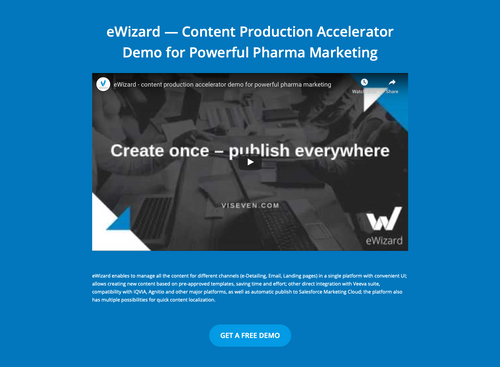 eWizard — Content Production Accelerator
Demo for Powerful Pharma Marketing
eWizard - content production accelerator demo for powerful pharma marketing
Share
Create once – publish everywhere
VISEVEN.COM
eWizard
eWizard enables to manage all the content for different channels (e-Detailing, Email, Landing pages) in a single platform with convenient UI;
allows creating new content based on pre-approved templates, saving time and effort; other direct integration with Veeva suite,
compatibility with IQVIA, Agnitio and other major platforms, as well as automatic publish to Salesforce Marketing Cloud; the platform also
has multiple possibilities for quick content localization.
GET A FREE DEMO